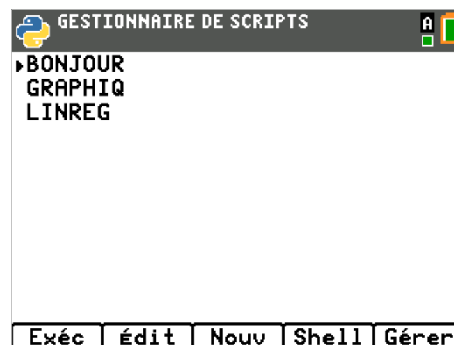 GESTIONNAIRE DE SCRIPTS A
BONJOUR
GRAPHIQ
LINREG
Exéc édit Nouv Shell Gérer